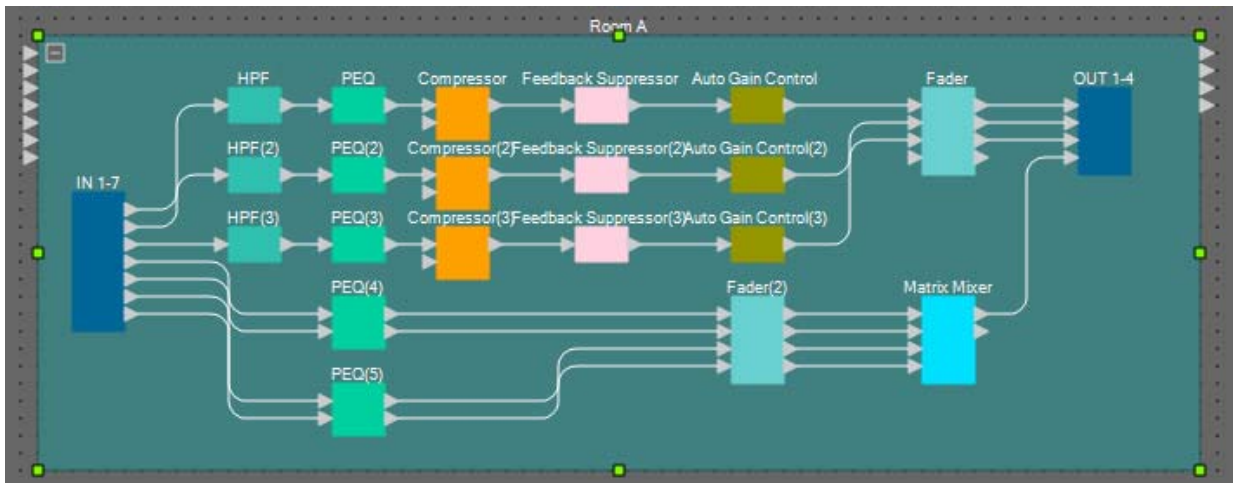 Room A
HPF PEQ Compressor Feedback Suppressor Auto Gain Control Fader OUT 1-4
HPF(2) PEQ(2) Compressor(2) Feedback Suppressor(2) Auto Gain Control(2)
IN 1-7
HPF(3) PEQ(3) Compressor(3) Feedback Suppressor(3) Auto Gain Control(3)
PEQ(4) Fader(2) Matrix Mixer
PEQ(5)